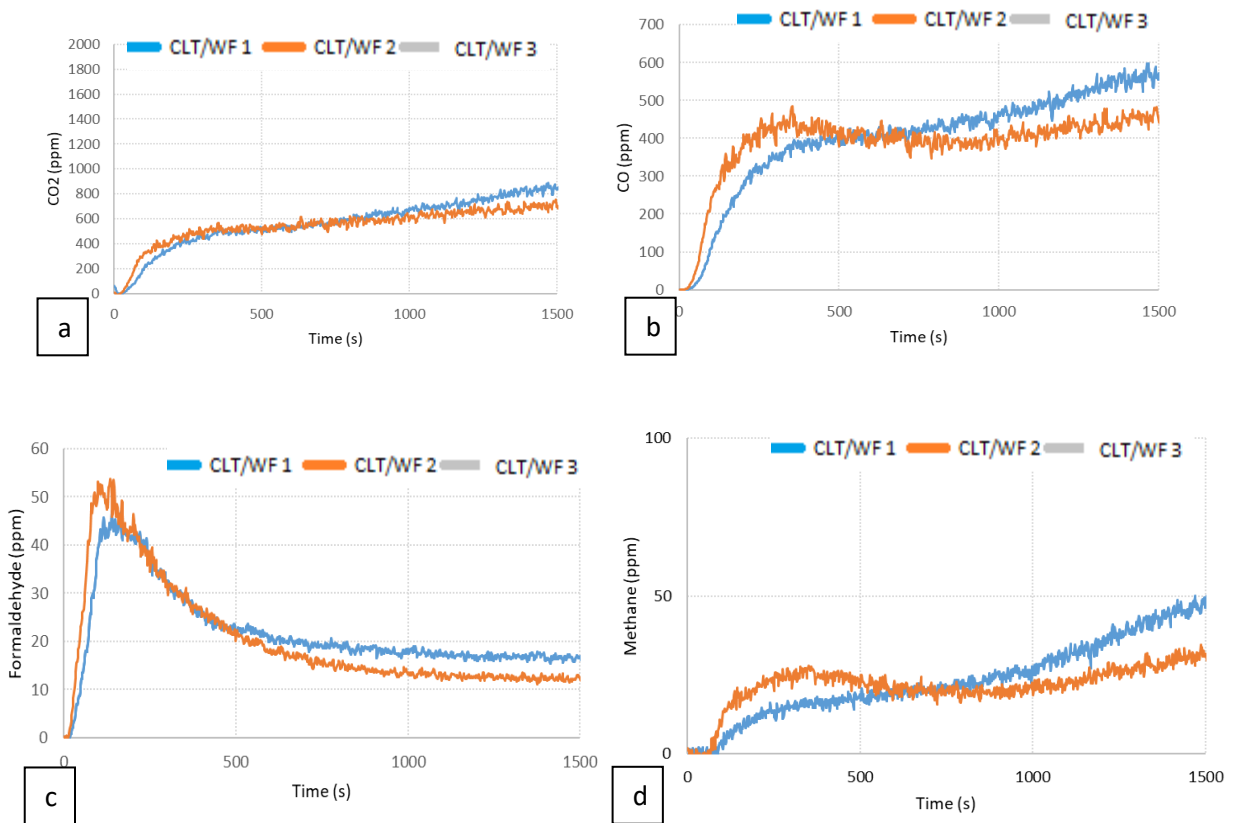 CLT/WF 1 CLT/WF 2 CLT/WF 3
2000
1800
1600
1400
1200
1000
800
600
400
200
0
CO2 (ppm)
0 500 1000 1500
Time (s)
a
CLT/WF 1 CLT/WF 2 CLT/WF 3
700
600
500
400
300
200
100
0
CO (ppm)
0 500 1000 1500
Time (s)
b
CLT/WF 1 CLT/WF 2 CLT/WF 3
60
50
40
30
20
10
0
Formaldehyde (ppm)
0 500 1000 1500
Time (s)
c
CLT/WF 1 CLT/WF 2 CLT/WF 3
100
50
0
Methane (ppm)
0 500 1000 1500
Time (s)
d